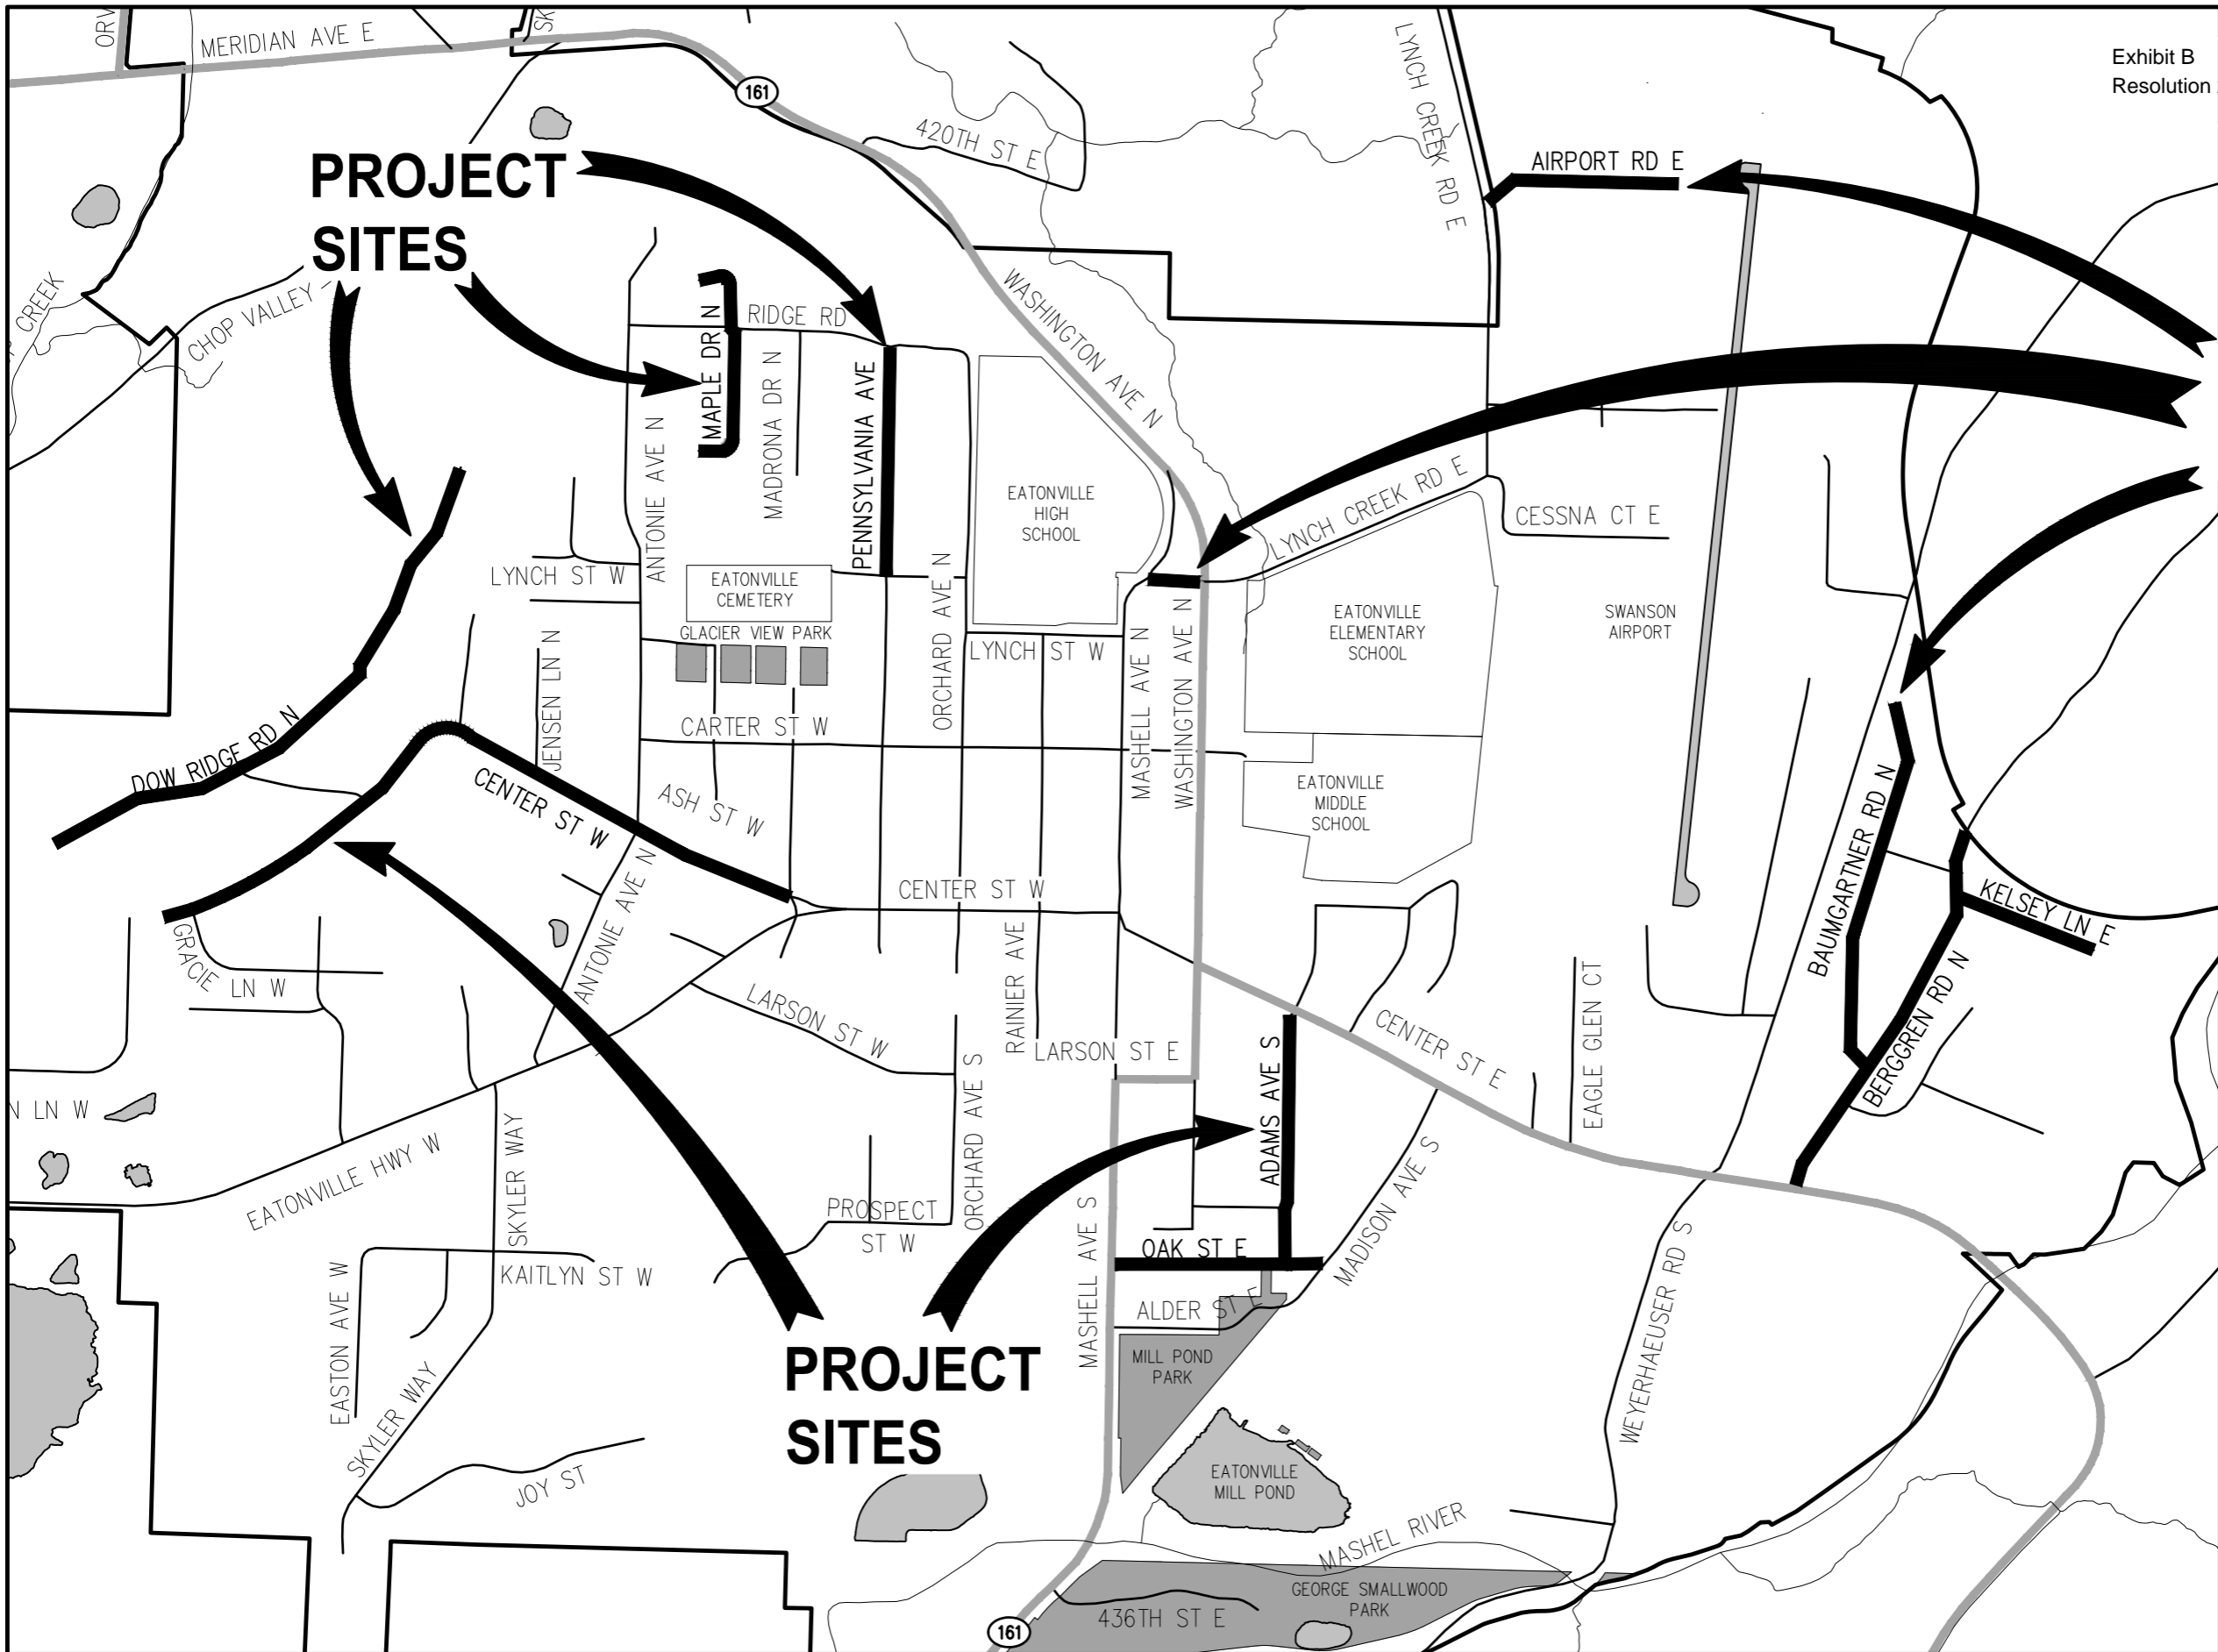 ORV
MERIDIAN AVE E
SK
161
420TH ST E
LYNCH CREEK RD E
Exhibit B
Resolution
AIRPORT RD E
PROJECT
SITES
CREEK
CHOP VALLEY
MAPLE DR N
RIDGE RD
MADRONA DR N
PENNSYLVANIA AVE
WASHINGTON AVE N
ANTONIE AVE N
EATONVILLE
HIGH
SCHOOL
LYNCH CREEK RD E
CESSNA CT E
LYNCH ST W
EATONVILLE
CEMETERY
GLACIER VIEW PARK
ORCHARD AVE N
LYNCH ST W
MASHELL AVE N
WASHINGTON AVE N
EATONVILLE
ELEMENTARY
SCHOOL
SWANSON
AIRPORT
JENSEN LN N
CARTER ST W
DOW RIDGE RD N
CENTER ST W
ASH ST W
EATONVILLE
MIDDLE
SCHOOL
BAUMGARTNER RD N
KELSEY LN E
CENTER ST W
ANTONIE AVE N
GRACIE
LN W
RAINIER AVE
LARSON ST W
LARSON ST E
CENTER ST E
EAGLE GLEN CT
BERGGREN RD N
N LN W
ADAMS AVE S
ORCHARD AVE S
SKYLER WAY
EATONVILLE HWY W
PROSPECT
ST W
MASHELL AVE S
MADISON AVE S
OAK ST E
KAITLYN ST W
EASTON AVE W
ALDER ST E
WEYERHAEUSER RD S
PROJECT
SITES
MILL POND
PARK
SKYLER WAY
JOY ST
EATONVILLE
MILL POND
MASHEL RIVER
GEORGE SMALLWOOD
PARK
436TH ST E
161